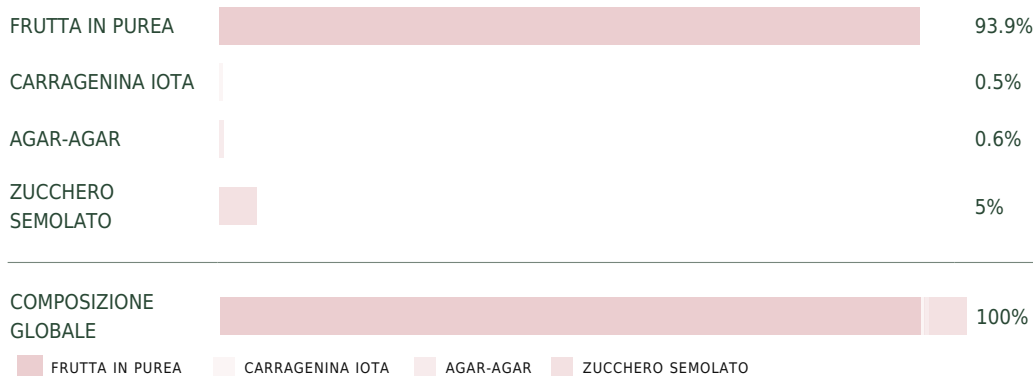 FRUTTA IN PUREA 93.9%
CARRAGENINA IOTA 0.5%
AGAR-AGAR 0.6%
ZUCCHERO
SEMOLATO 5%
COMPOSIZIONE
GLOBALE 100%
FRUTTA IN PUREA CARRAGENINA IOTA AGAR-AGAR ZUCCHERO SEMOLATO